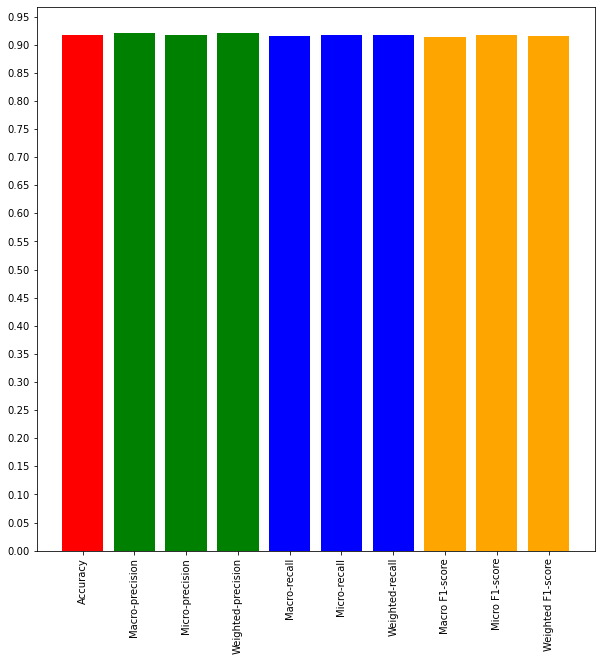 0.95
0.90
0.85
0.80
0.75
0.70
0.65
0.60
0.55
0.50
0.45
0.40
0.35
0.30
0.25
0.20
0.15
0.10
0.05
0.00
Accuracy
Macro-precision
Micro-precision
Weighted-precision
Macro-recall
Micro-recall
Weighted-recall
Macro F1-score
Micro F1-score
Weighted F1-score